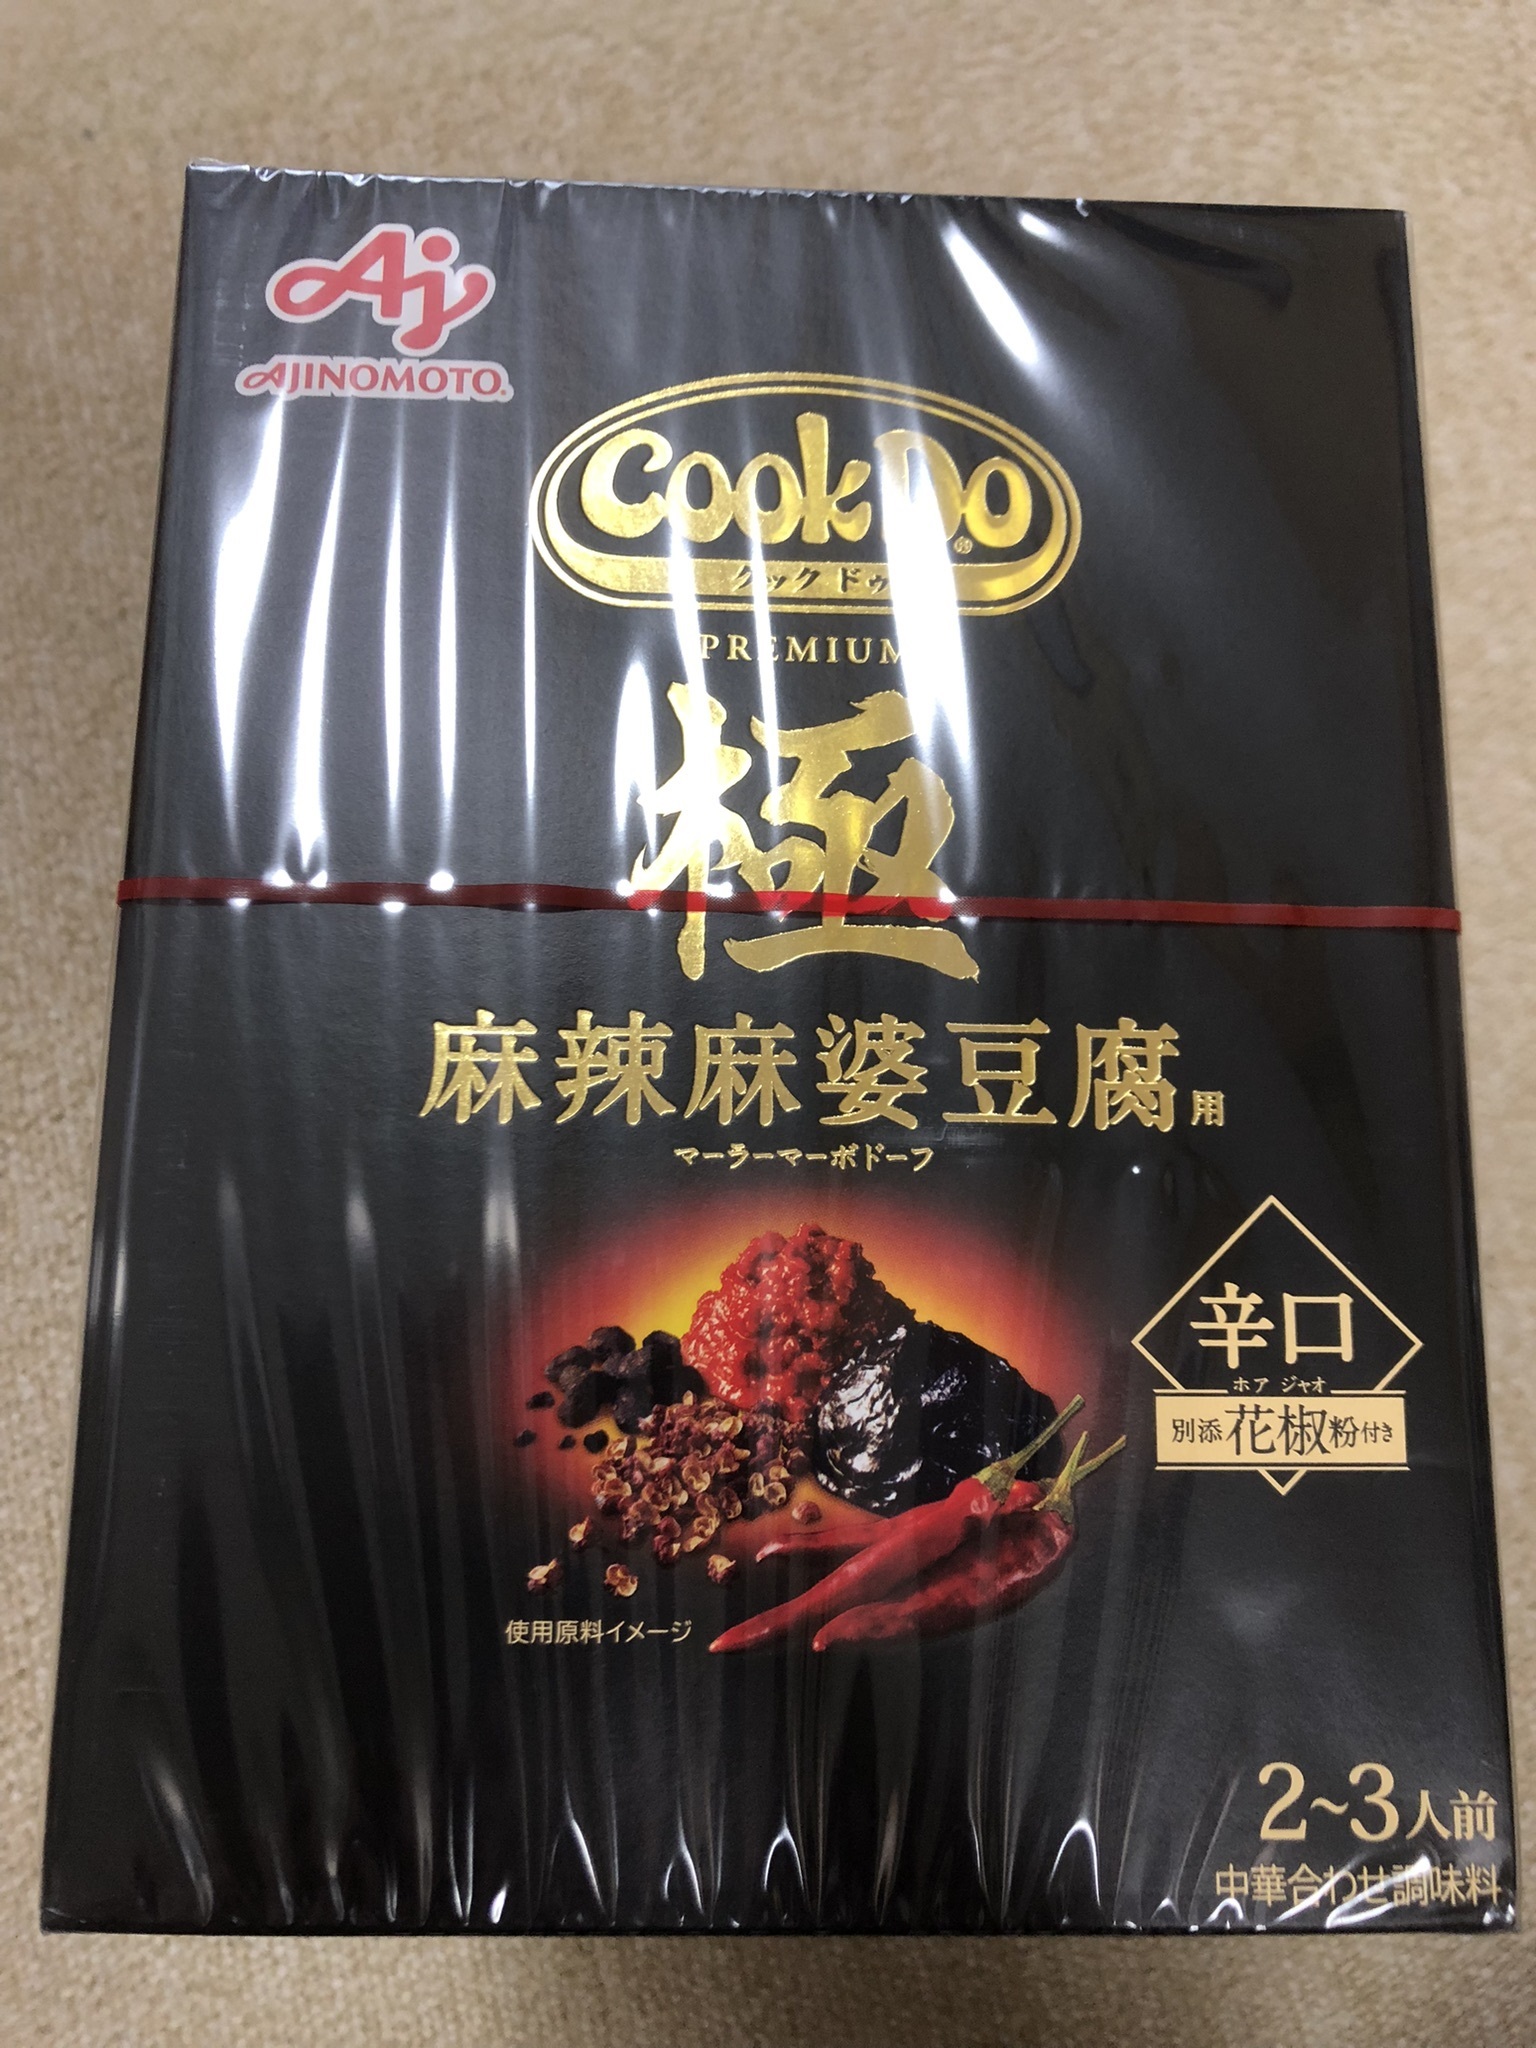 Aj
AJINOMOTO®
Cook Do®
クックドゥ
PREMIUM
極
麻辣麻婆豆腐用
マーラーマーボドーフ
辛口
ホアジャオ
別添花椒粉付き
使用原料イメージ
2~3人前
中華合わせ調味料